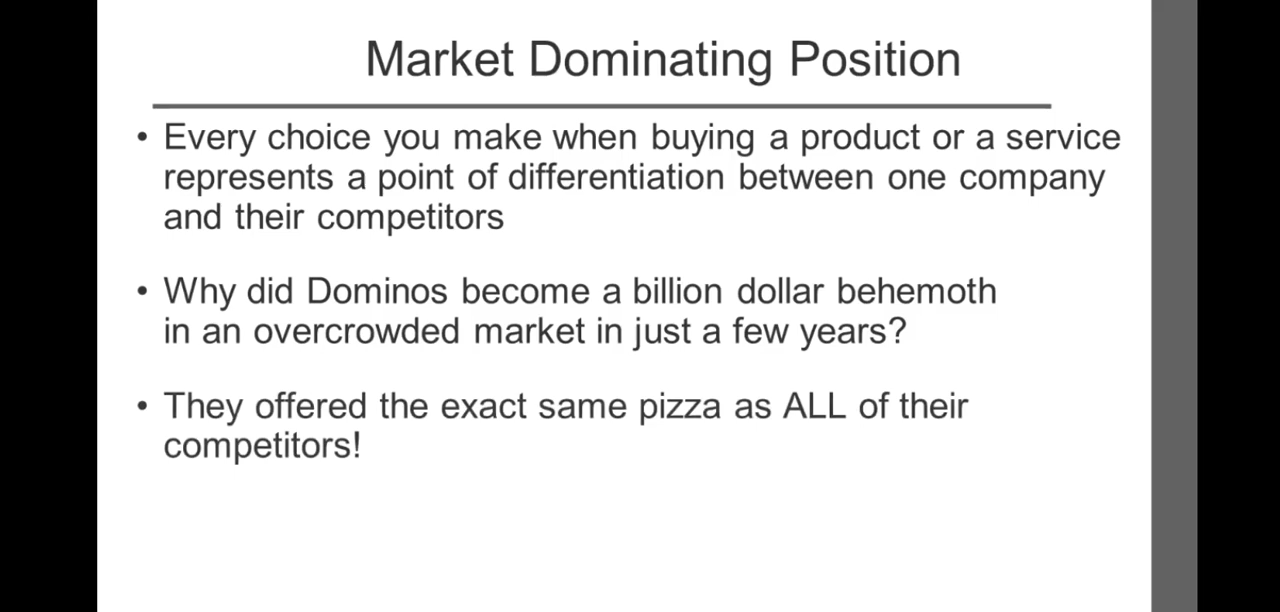 Market Dominating Position
• Every choice you make when buying a product or a service
represents a point of differentiation between one company
and their competitors
• Why did Dominos become a billion dollar behemoth
in an overcrowded market in just a few years?
• They offered the exact same pizza as ALL of their
competitors!